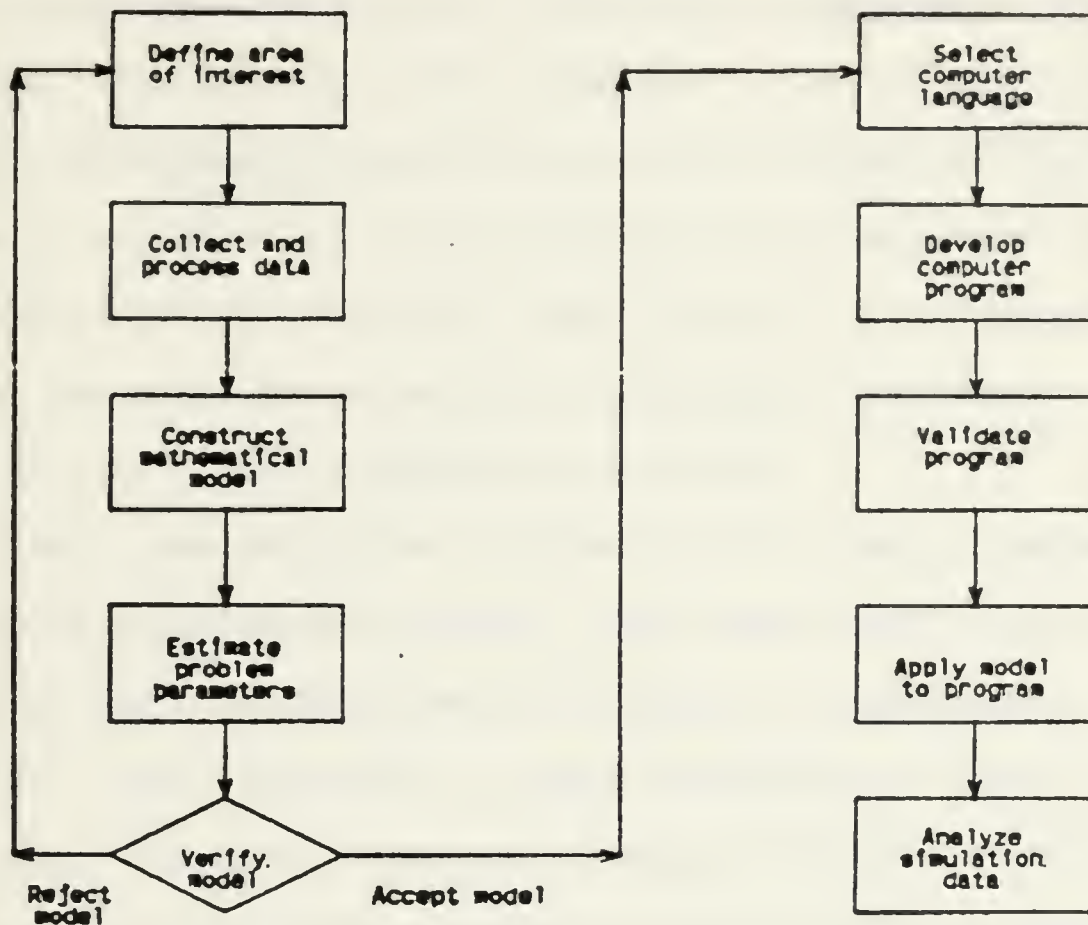 Define area
of interest
Collect and
process data
Construct
mathematical
model
Estimate
problem
parameters
Verify.
model
Reject
model
Accept model
Select
computer
language
Develop
computer
program
Validate
program
Apply model
to program
Analyze
simulation
data